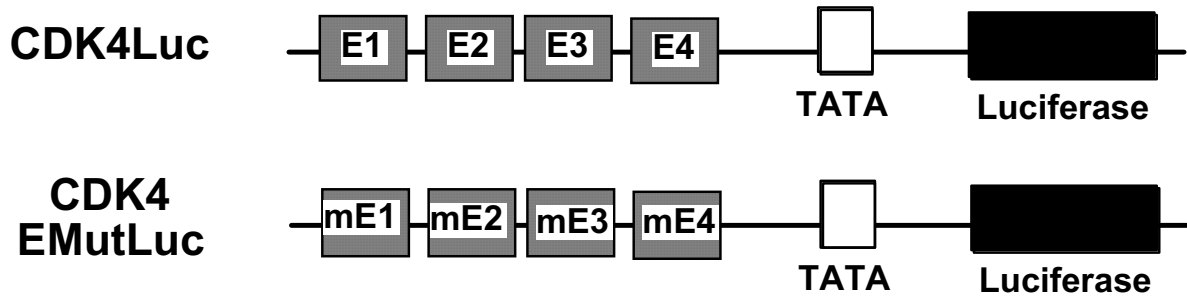 CDK4Luc
E1 E2 E3 E4
TATA
Luciferase
CDK4
EMutLuc
mE1 mE2 mE3 mE4
TATA
Luciferase